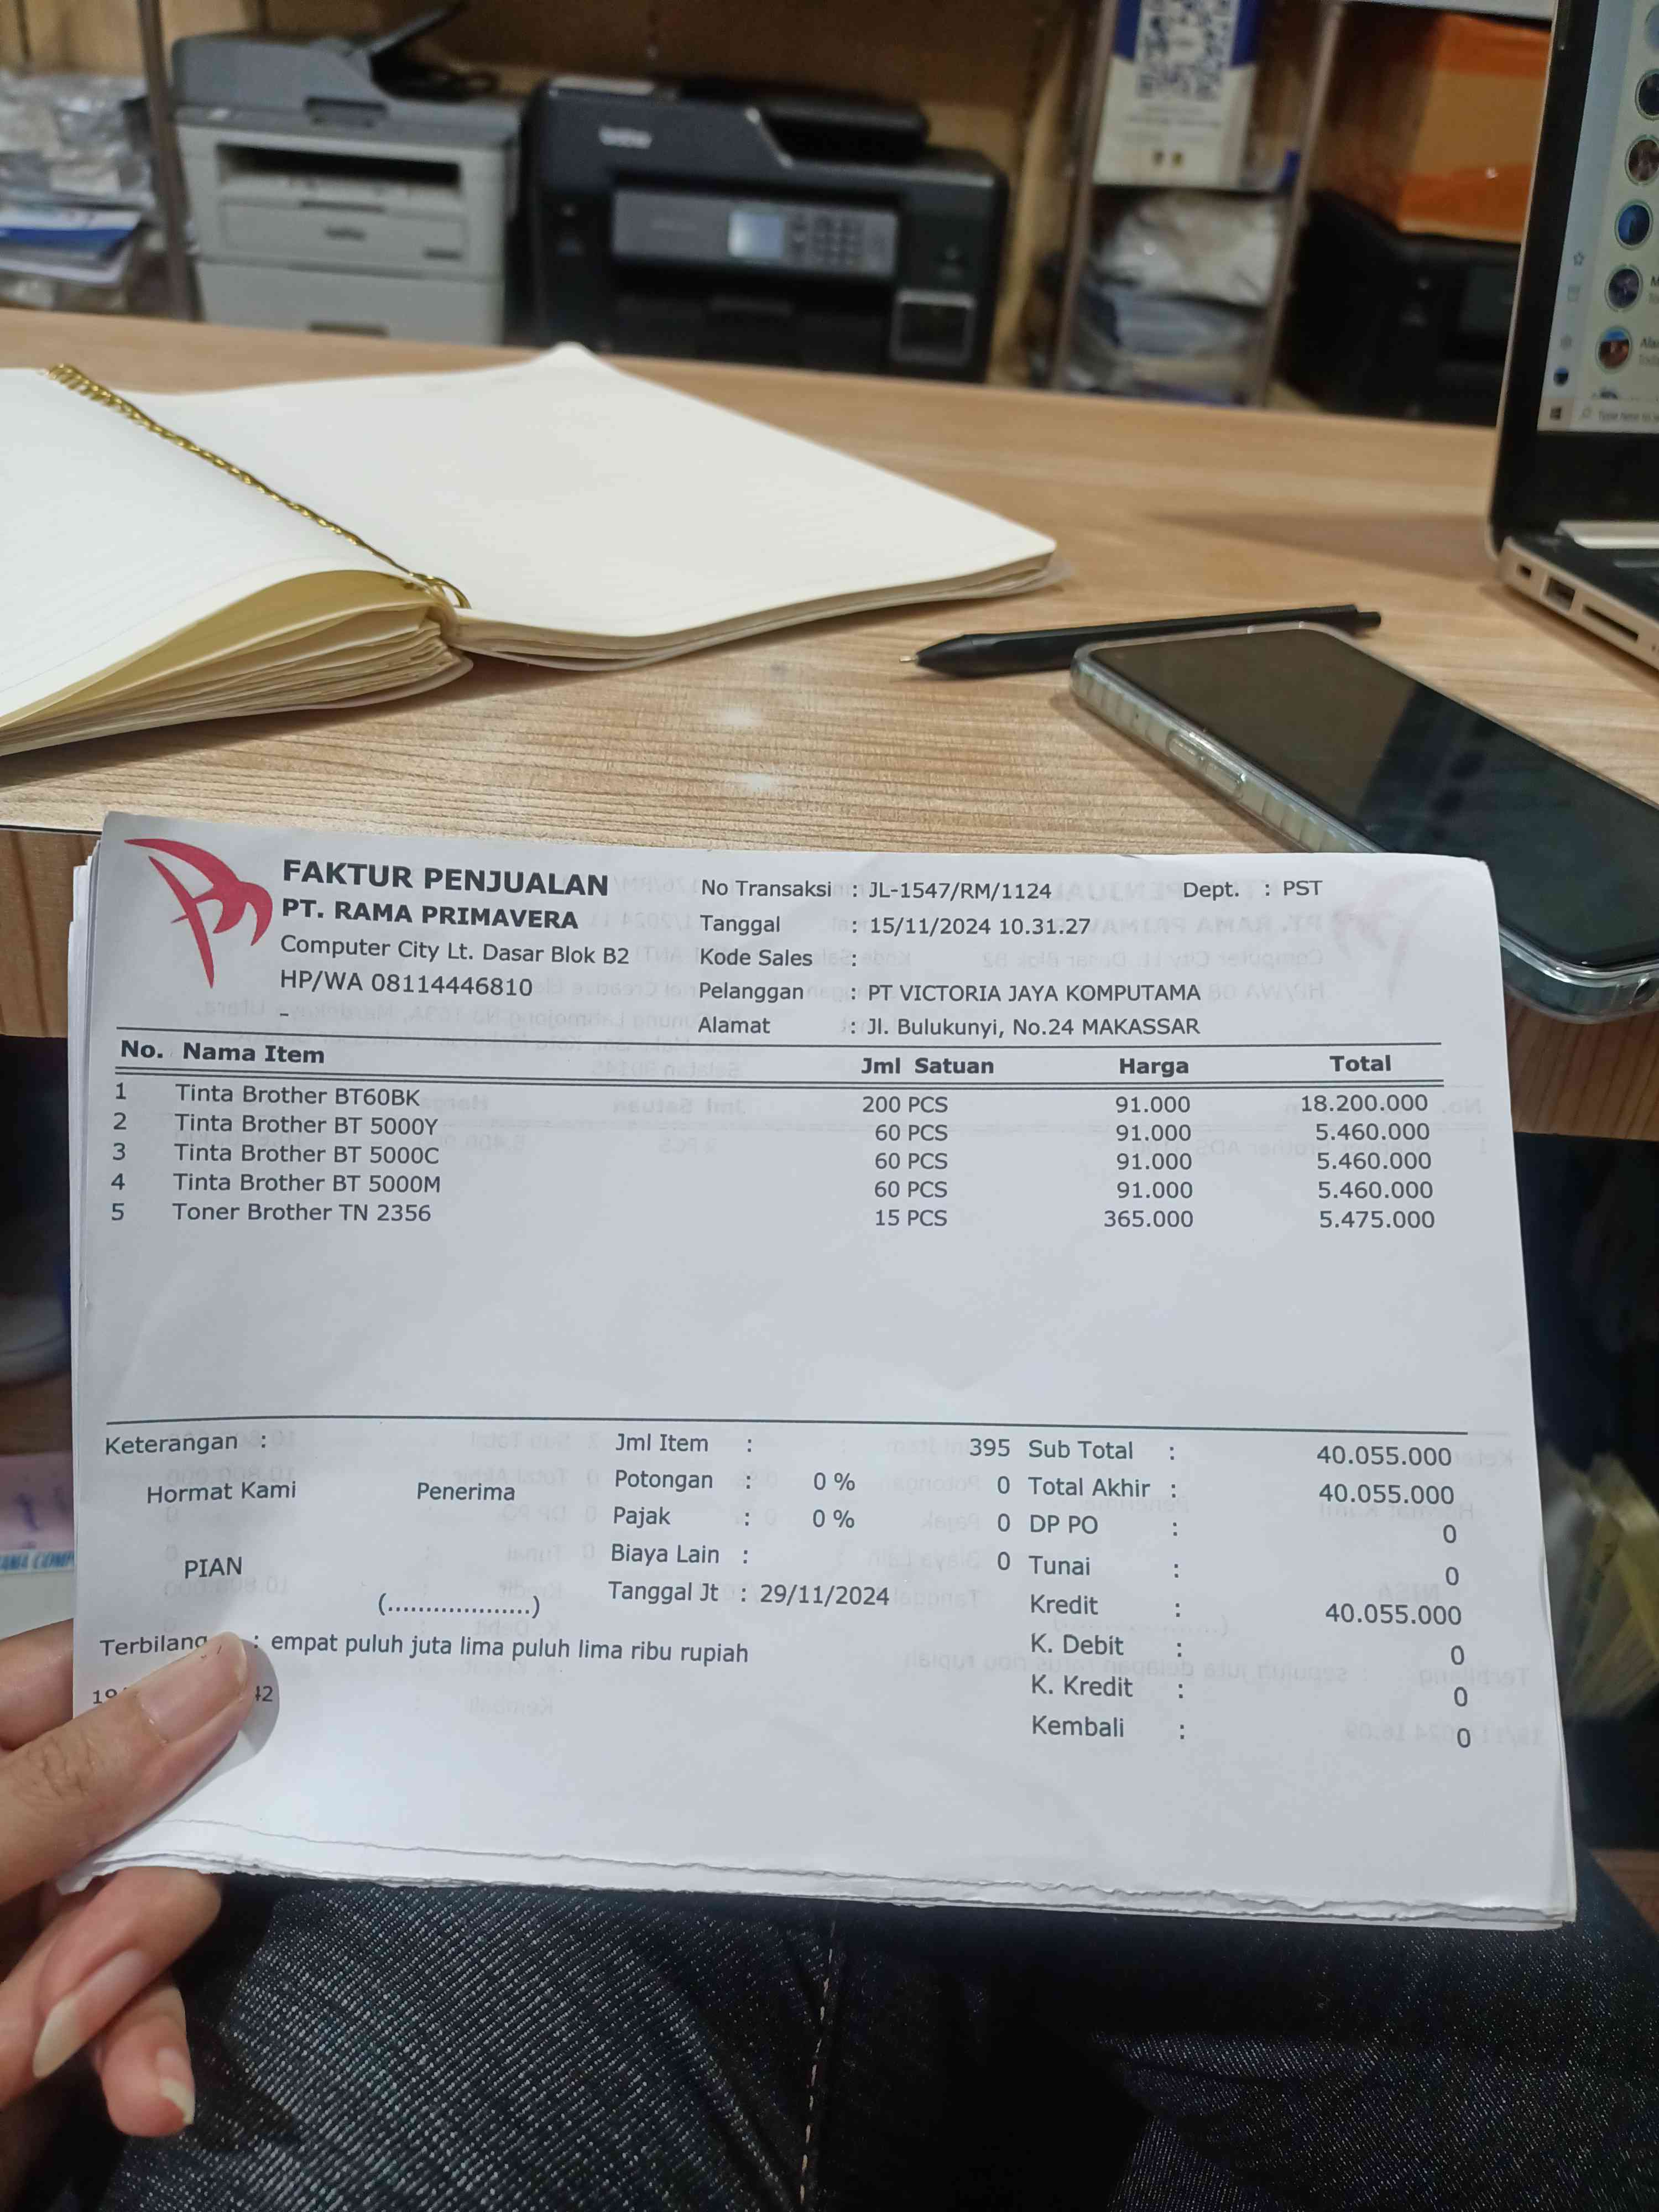 brother
Type here to
FAKTUR PENJUALAN
PT. RAMA PRIMAVERA
Computer City Lt. Dasar Blok B2
HP/WA 08114446810
-
No Transaksi : JL-1547/RM/1124 Dept. : PST
Tanggal : 15/11/2024 10.31.27
Kode Sales :
Pelanggan : PT VICTORIA JAYA KOMPUTAMA
Alamat : Jl. Bulukunyi, No.24 MAKASSAR
No. Nama Item Jml Satuan Harga Total
1 Tinta Brother BT60BK 200 PCS 91.000 18.200.000
2 Tinta Brother BT 5000Y 60 PCS 91.000 5.460.000
3 Tinta Brother BT 5000C 60 PCS 91.000 5.460.000
4 Tinta Brother BT 5000M 60 PCS 91.000 5.460.000
5 Toner Brother TN 2356 15 PCS 365.000 5.475.000
Keterangan :
Hormat Kami Penerima
PIAN
(...................)
Jml Item : 395
Potongan : 0 % 0
Pajak : 0 % 0
Biaya Lain : 0
Tanggal Jt : 29/11/2024
Sub Total : 40.055.000
Total Akhir : 40.055.000
DP PO : 0
Tunai : 0
Kredit : 40.055.000
K. Debit : 0
K. Kredit : 0
Kembali : 0
Terbilang : empat puluh juta lima puluh lima ribu rupiah